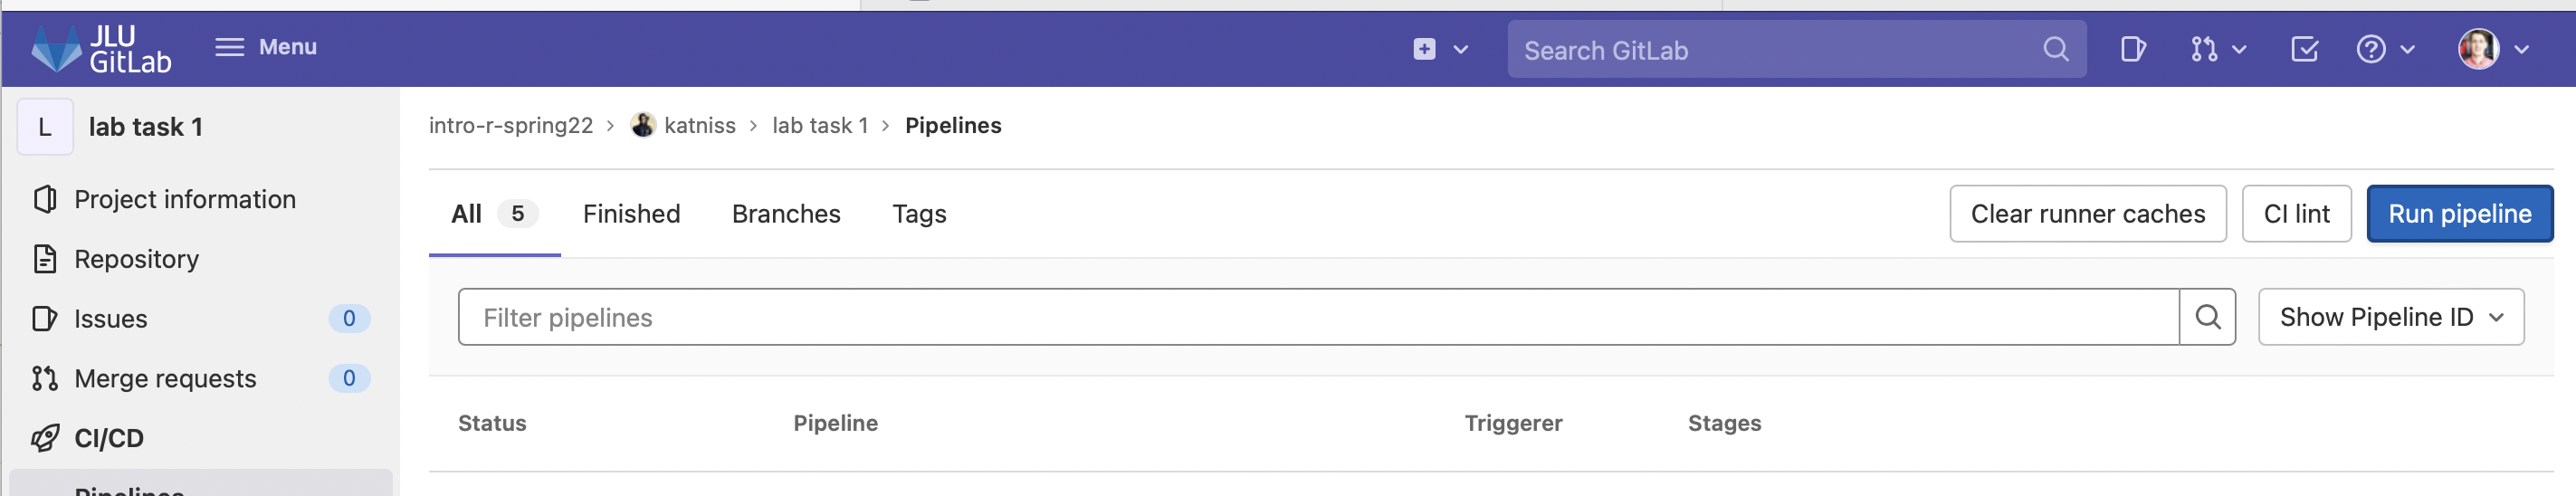 JLU
GitLab
Menu
Search GitLab
L
lab task 1
intro-r-spring22 > katniss > lab task 1 > Pipelines
Project information
Repository
Issues 0
Merge requests 0
CI/CD
Pipelines
All 5
Finished
Branches
Tags
Clear runner caches
CI lint
Run pipeline
Filter pipelines
Show Pipeline ID
Status
Pipeline
Triggerer
Stages